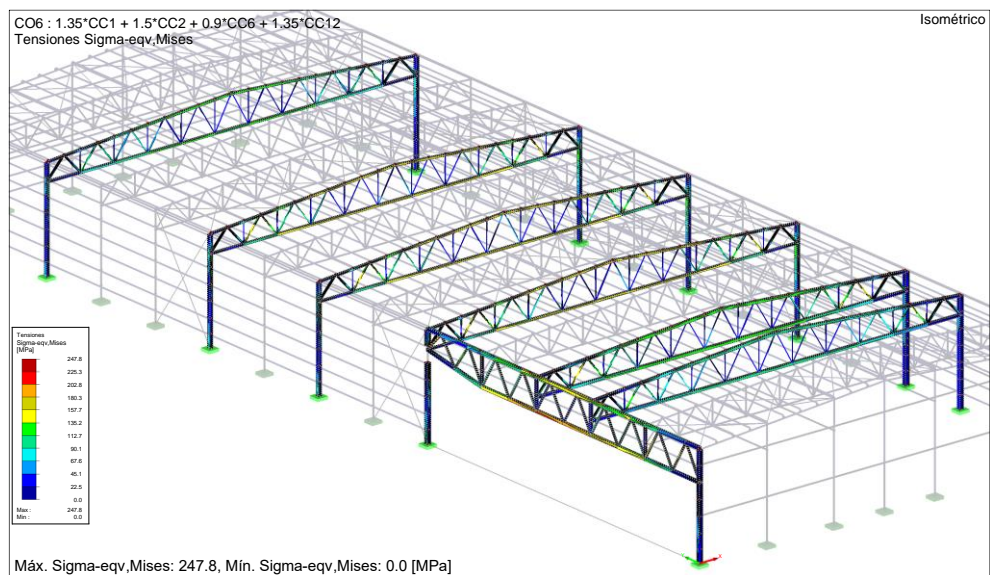 CO6 : 1.35*CC1 + 1.5*CC2 + 0.9*CC6 + 1.35*CC12
Tensiones Sigma-eqv,Mises
Isométrico
Tensiones
Sigma-eqv,Mises
[MPa]
247.8
225.3
202.8
180.3
157.7
135.2
112.7
90.1
67.6
45.1
22.5
0.0
Max : 247.8
Min : 0.0
Máx. Sigma-eqv,Mises: 247.8, Mín. Sigma-eqv,Mises: 0.0 [MPa]